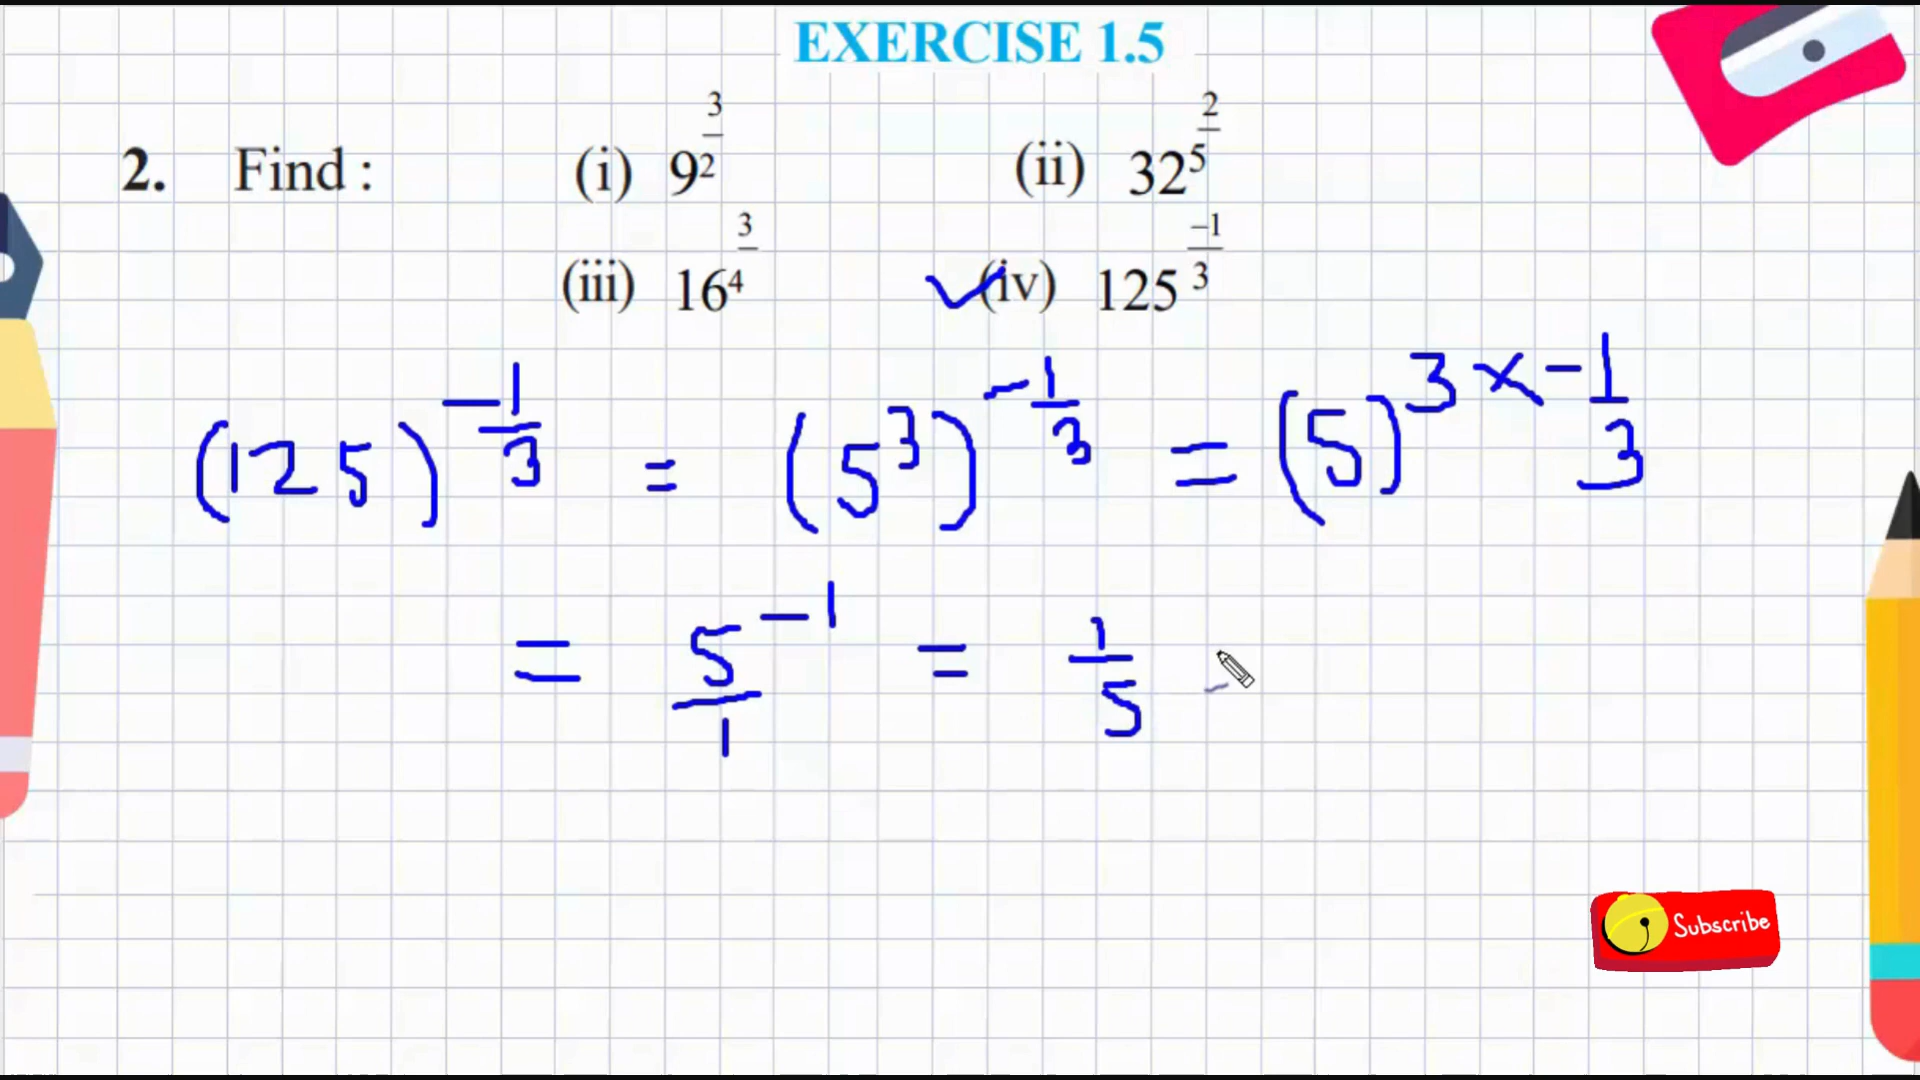 EXERCISE 1.5
2. Find : (i) 9^(3/2) (ii) 32^(2/5)
(iii) 16^(3/4) (iv) 125^(-1/3)
(125)^(-1/3) = (5^3)^(-1/3) = (5)^(3 × -1/3)
= 5^(-1)/1 = 1/5
Subscribe